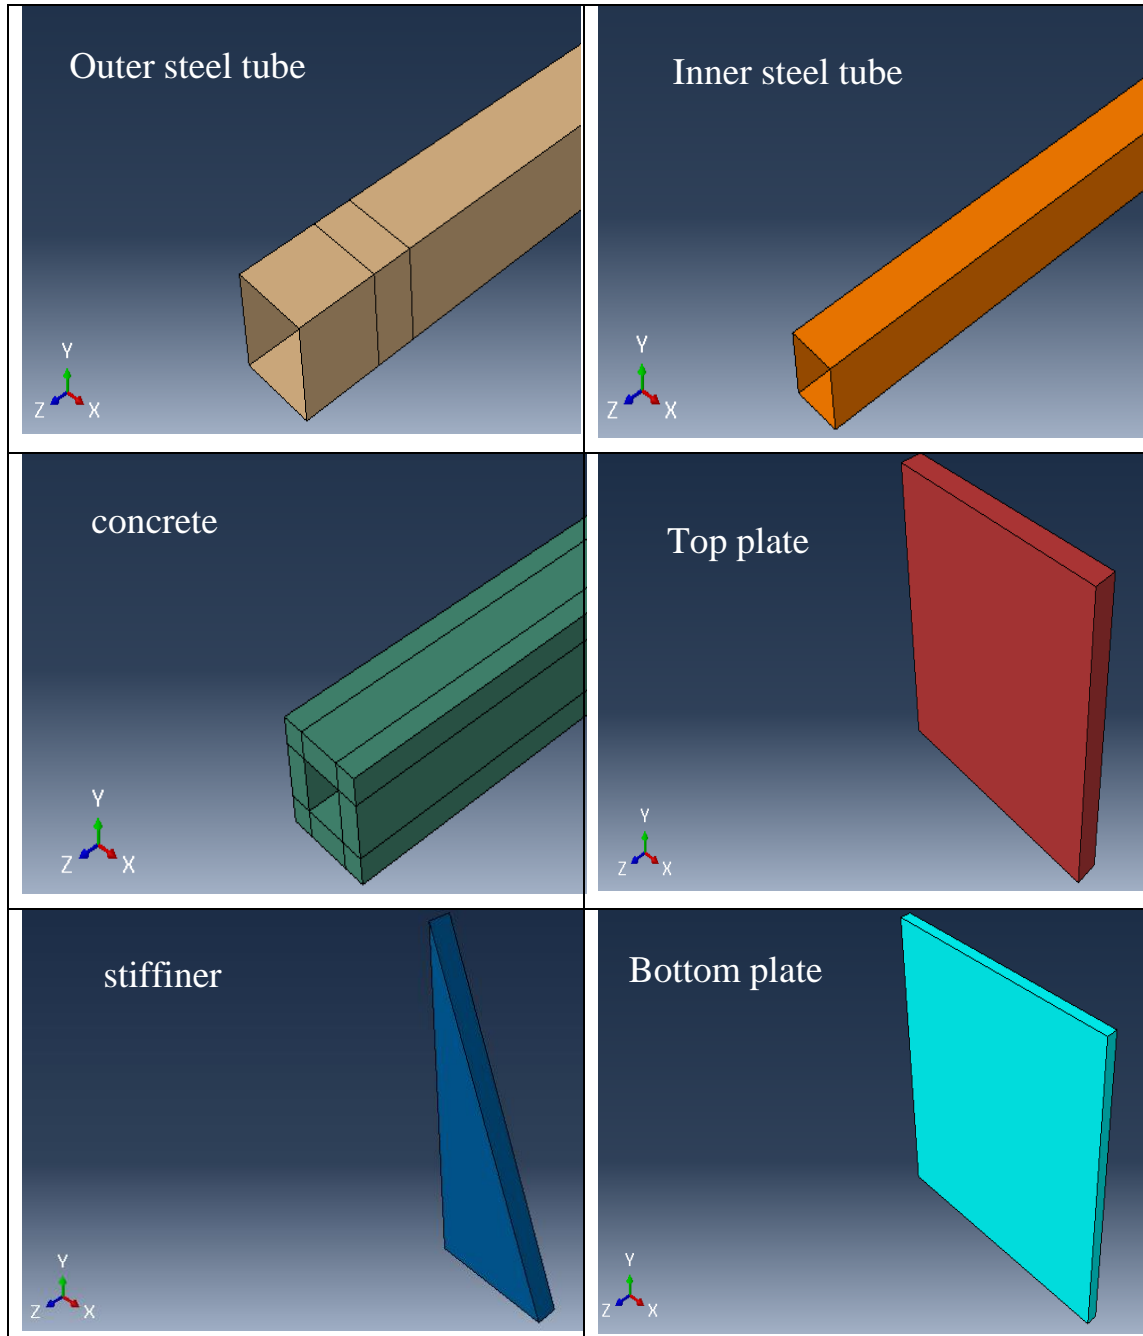 Outer steel tube
Inner steel tube
Y
Z
X
Y
Z
X
concrete
Top plate
Y
Z
X
Y
Z
X
stiffiner
Bottom plate
Y
Z
X
Y
Z
X